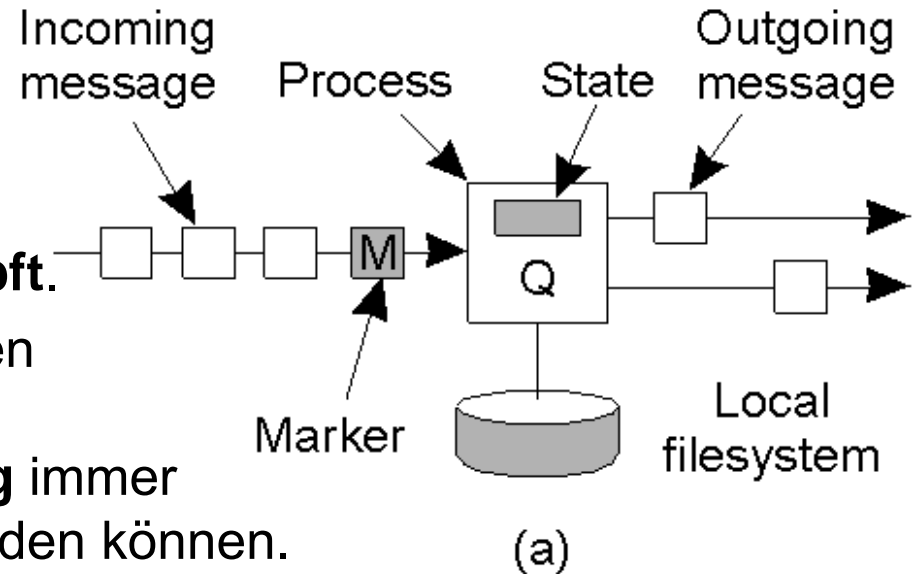 Incoming message
Process
State
Outgoing message
M
Q
oft.
en
Marker
Local filesystem
g immer
den können.
(a)